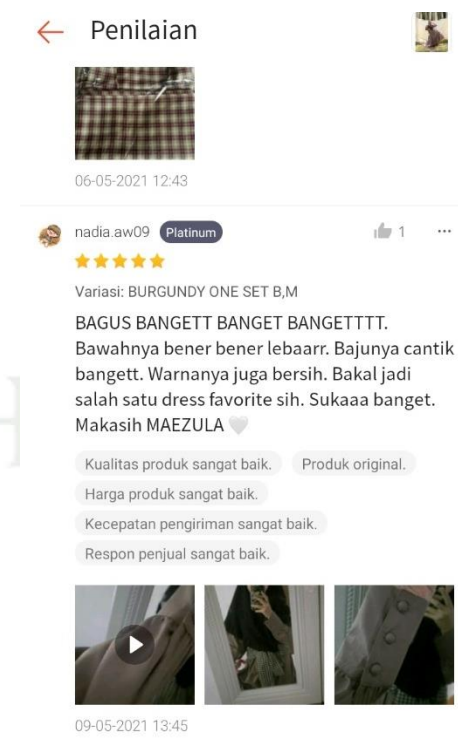 Penilaian
06-05-2021 12:43
nadia.aw09 Platinum 1
Variasi: BURGUNDY ONE SET B,M
BAGUS BANGETT BANGET BANGETTTT.
Bawahnya bener bener lebaarr. Bajunya cantik
bangett. Warnanya juga bersih. Bakal jadi
salah satu dress favorite sih. Sukaaa banget.
Makasih MAEZULA 🤍
Kualitas produk sangat baik. Produk original.
Harga produk sangat baik.
Kecepatan pengiriman sangat baik.
Respon penjual sangat baik.
09-05-2021 13:45